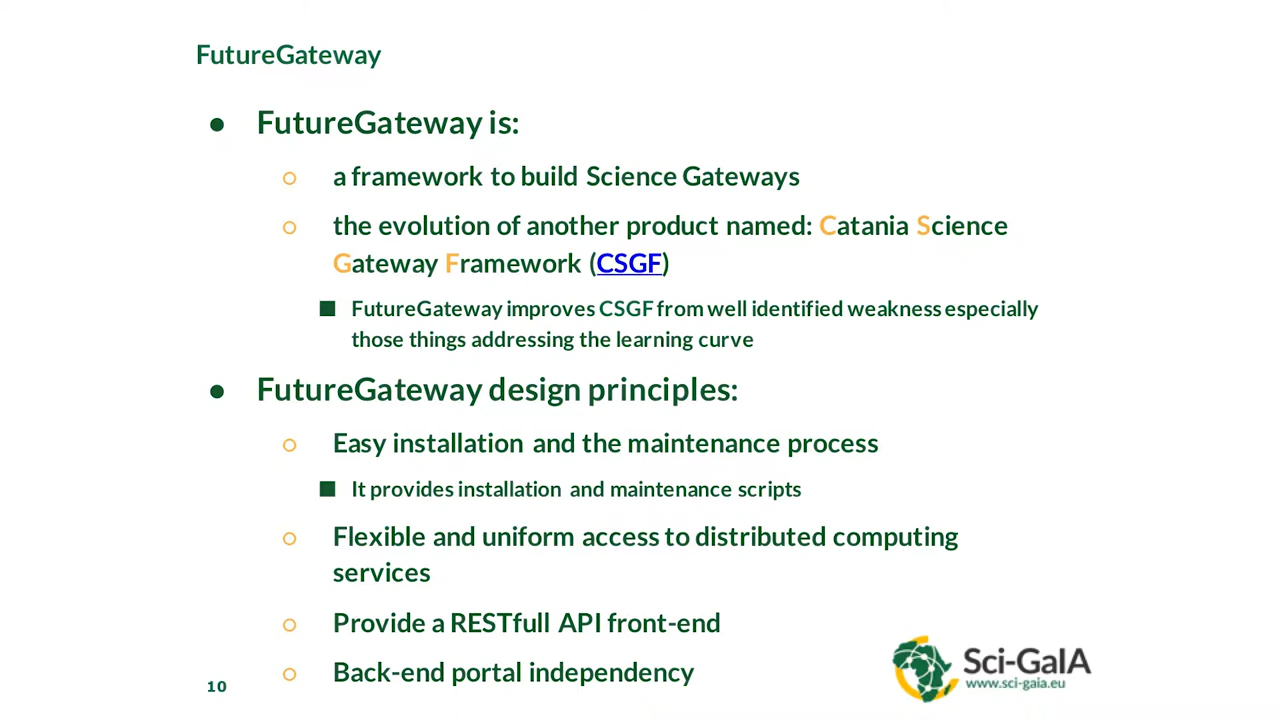 FutureGateway
● FutureGateway is:
○ a framework to build Science Gateways
○ the evolution of another product named: Catania Science
Gateway Framework (CSGF)
■ FutureGateway improves CSGF from well identified weakness especially
those things addressing the learning curve
● FutureGateway design principles:
○ Easy installation and the maintenance process
■ It provides installation and maintenance scripts
○ Flexible and uniform access to distributed computing
services
○ Provide a RESTfull API front-end
○ Back-end portal independency
10
Sci-GaIA
www.sci-gaia.eu